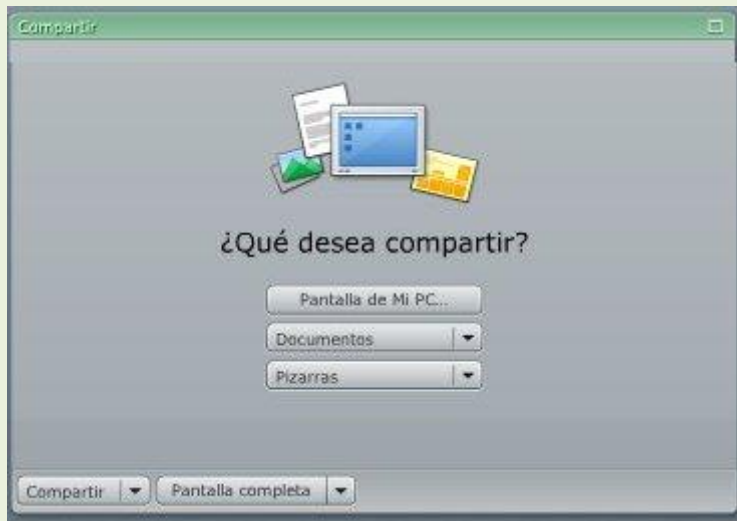 Compartir
¿Qué desea compartir?
Pantalla de Mi PC...
Documentos
Pizarras
Compartir
Pantalla completa